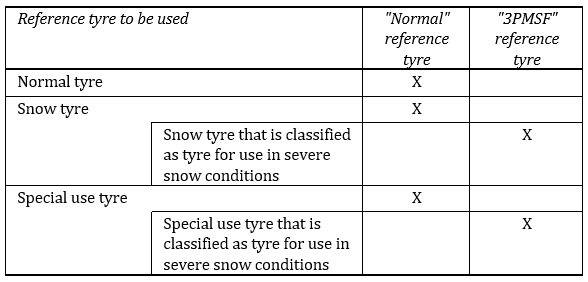 Reference tyre to be used
"Normal"
reference
tyre
"3PMSF"
reference
tyre
Normal tyre X
Snow tyre X
Snow tyre that is classified
as tyre for use in severe
snow conditions
X
Special use tyre X
Special use tyre that is
classified as tyre for use in
severe snow conditions
X